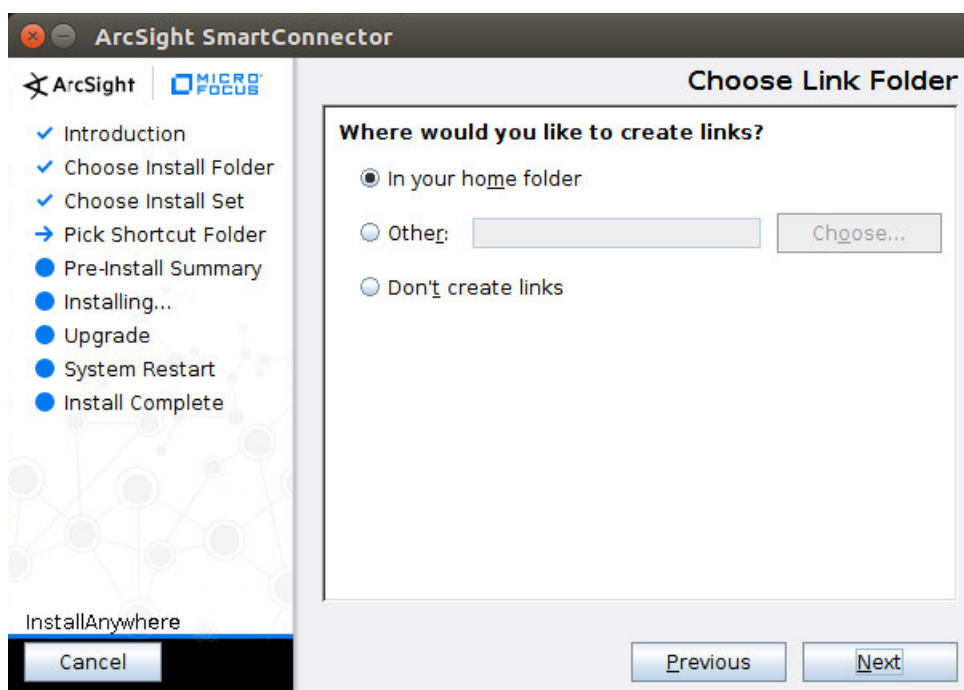 ArcSight SmartConnector
ArcSight
MICRO FOCUS
Choose Link Folder
Introduction
Choose Install Folder
Choose Install Set
Pick Shortcut Folder
Pre-Install Summary
Installing...
Upgrade
System Restart
Install Complete
Where would you like to create links?
In your home folder
Other:
Choose...
Don't create links
InstallAnywhere
Cancel
Previous
Next